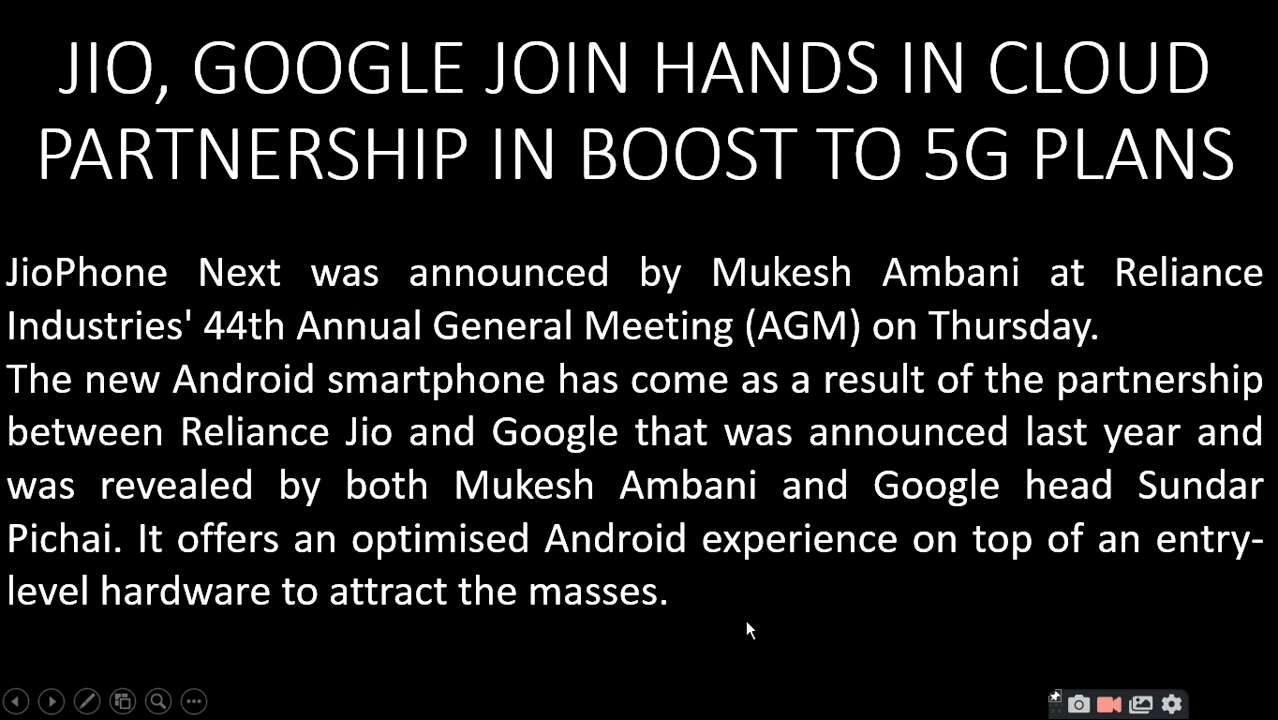 JIO, GOOGLE JOIN HANDS IN CLOUD
PARTNERSHIP IN BOOST TO 5G PLANS
JioPhone Next was announced by Mukesh Ambani at Reliance
Industries' 44th Annual General Meeting (AGM) on Thursday.
The new Android smartphone has come as a result of the partnership
between Reliance Jio and Google that was announced last year and
was revealed by both Mukesh Ambani and Google head Sundar
Pichai. It offers an optimised Android experience on top of an entry-
level hardware to attract the masses.